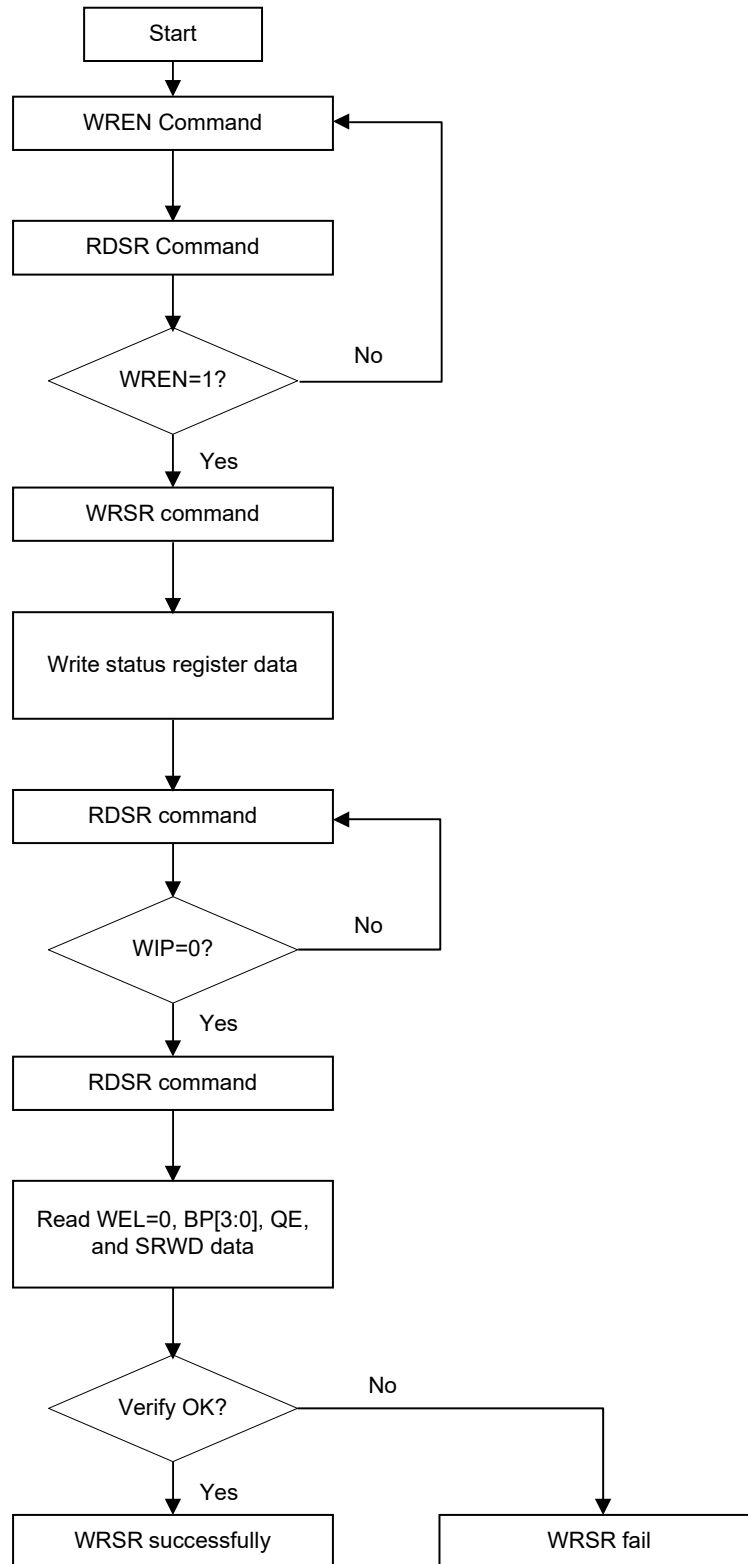 Start
WREN Command
RDSR Command
WREN=1?
No
Yes
WRSR command
Write status register data
RDSR command
WIP=0?
No
Yes
RDSR command
Read WEL=0, BP[3:0], QE,
and SRWD data
Verify OK?
No
Yes
WRSR successfully
WRSR fail